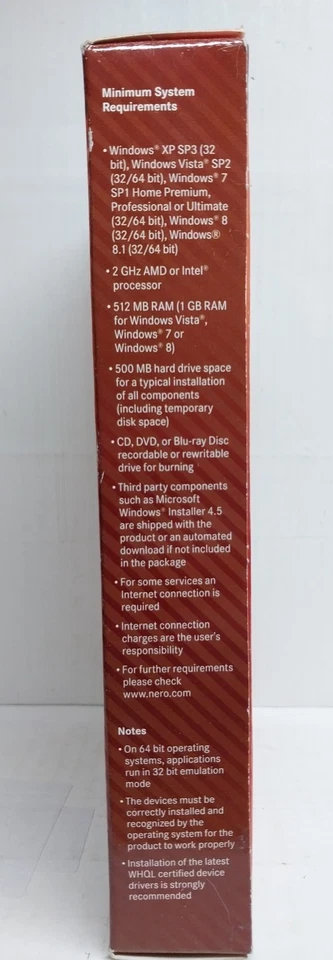 Minimum System
Requirements
• Windows® XP SP3 (32
bit), Windows Vista® SP2
(32/64 bit), Windows® 7
SP1 Home Premium,
Professional or Ultimate
(32/64 bit), Windows® 8
(32/64 bit), Windows®
8.1 (32/64 bit)
• 2 GHz AMD or Intel®
processor
• 512 MB RAM (1 GB RAM
for Windows Vista®,
Windows® 7 or
Windows® 8)
• 500 MB hard drive space
for a typical installation
of all components
(including temporary
disk space)
• CD, DVD, or Blu-ray Disc
recordable or rewritable
drive for burning
• Third party components
such as Microsoft
Windows® Installer 4.5
are shipped with the
product or an automated
download if not included
in the package
• For some services an
Internet connection is
required
• Internet connection
charges are the user's
responsibility
• For further requirements
please check
www.nero.com
Notes
• On 64 bit operating
systems, applications
run in 32 bit emulation
mode
• The devices must be
correctly installed and
recognized by the
operating system for the
product to work properly
• Installation of the latest
WHQL certified device
drivers is strongly
recommended